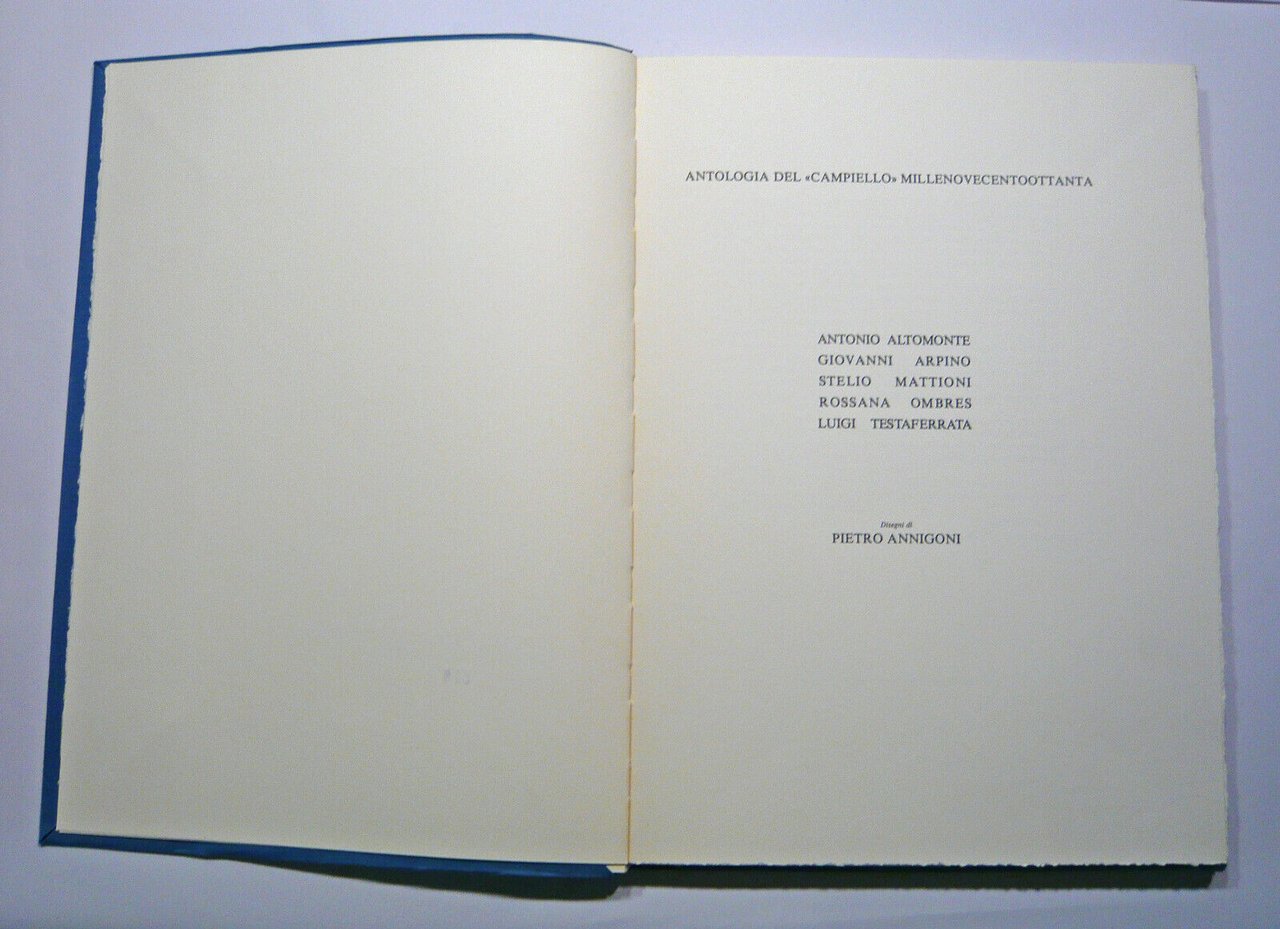 ANTOLOGIA DEL «CAMPIELLO» MILLENOVECENTOOTTANTA
ANTONIO ALTOMONTE
GIOVANNI ARPINO
STELIO MATTIONI
ROSSANA OMBRES
LUIGI TESTAFERRATA
Disegni di
PIETRO ANNIGONI